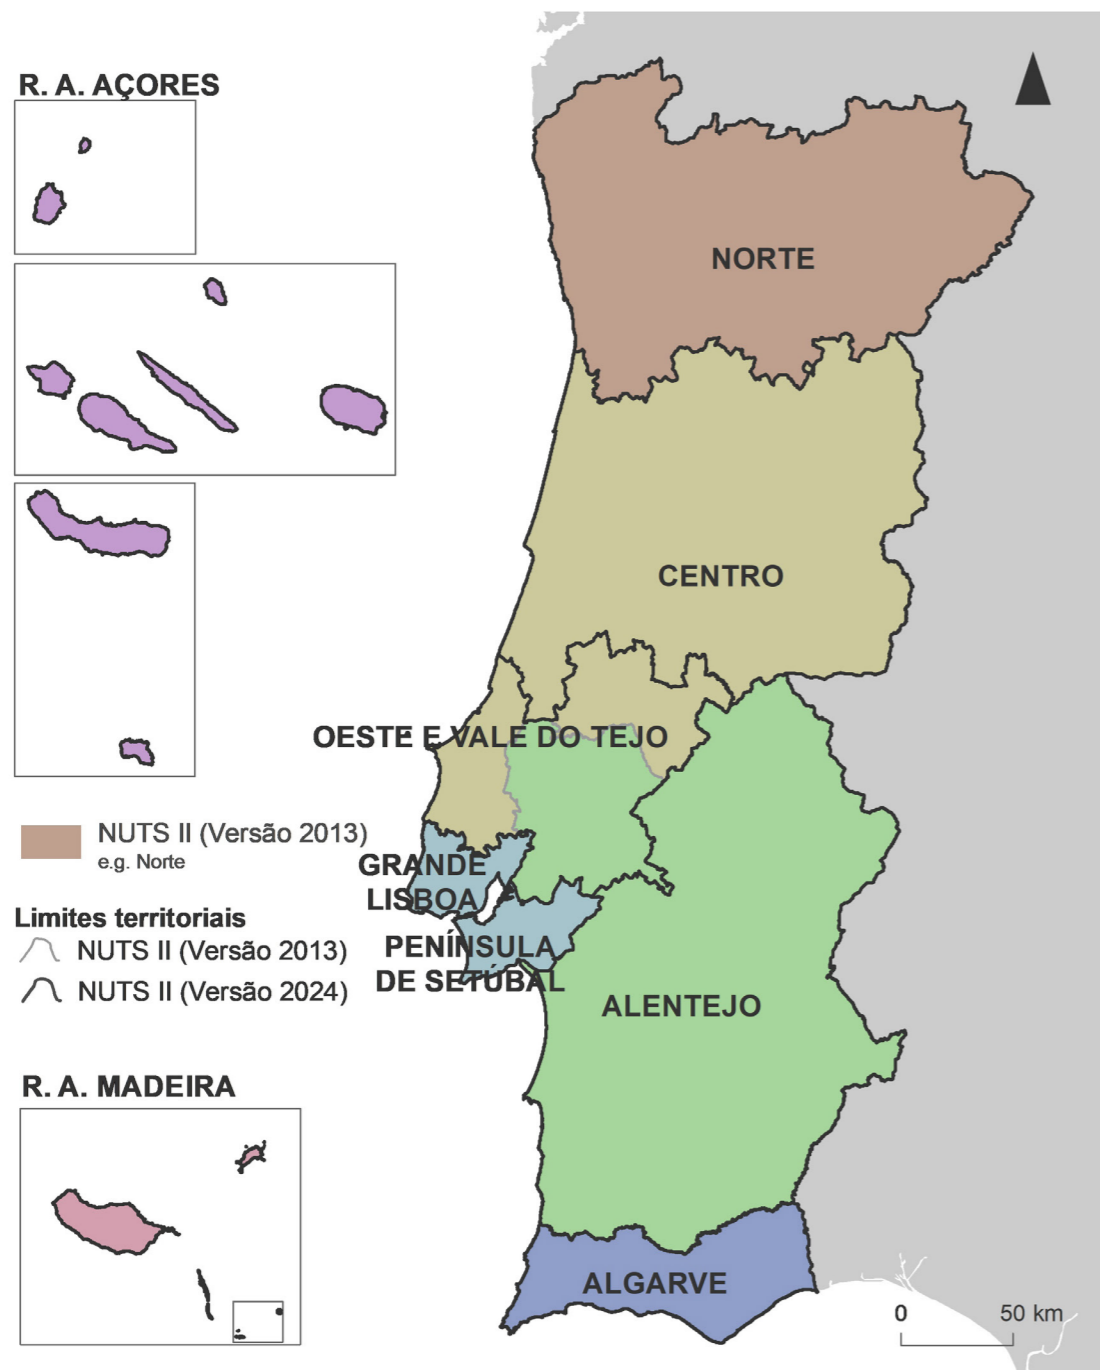 R. A. AÇORES
NORTE
CENTRO
OESTE E VALE DO TEJO
NUTS II (Versão 2013)
e.g. Norte
GRANDE
LISBOA
Limites territoriais
NUTS II (Versão 2013)
NUTS II (Versão 2024)
PENÍNSULA
DE SETÚBAL
ALENTEJO
R. A. MADEIRA
ALGARVE
0 50 km